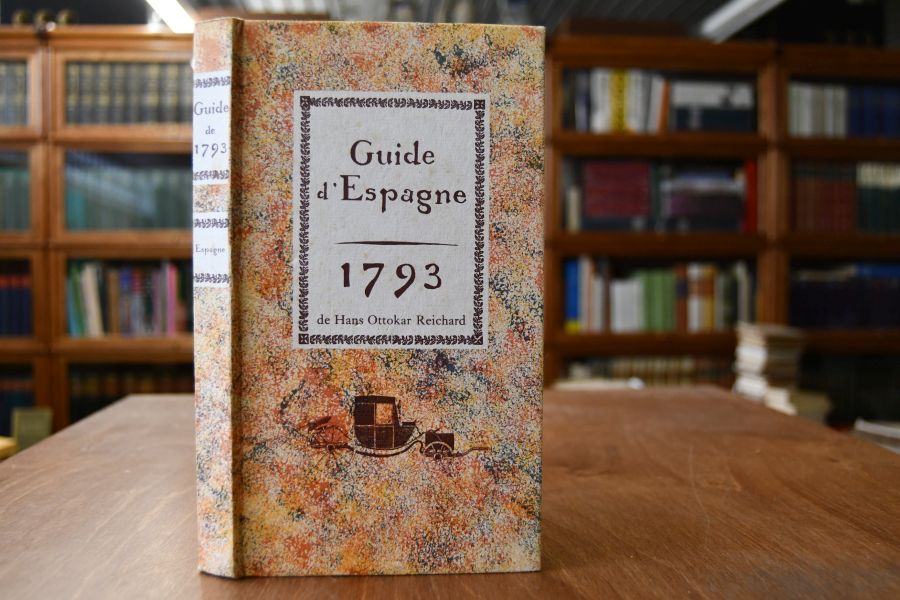 Guide
de
1793
Espagne
Guide
d'Espagne
1793
de Hans Ottokar Reichard